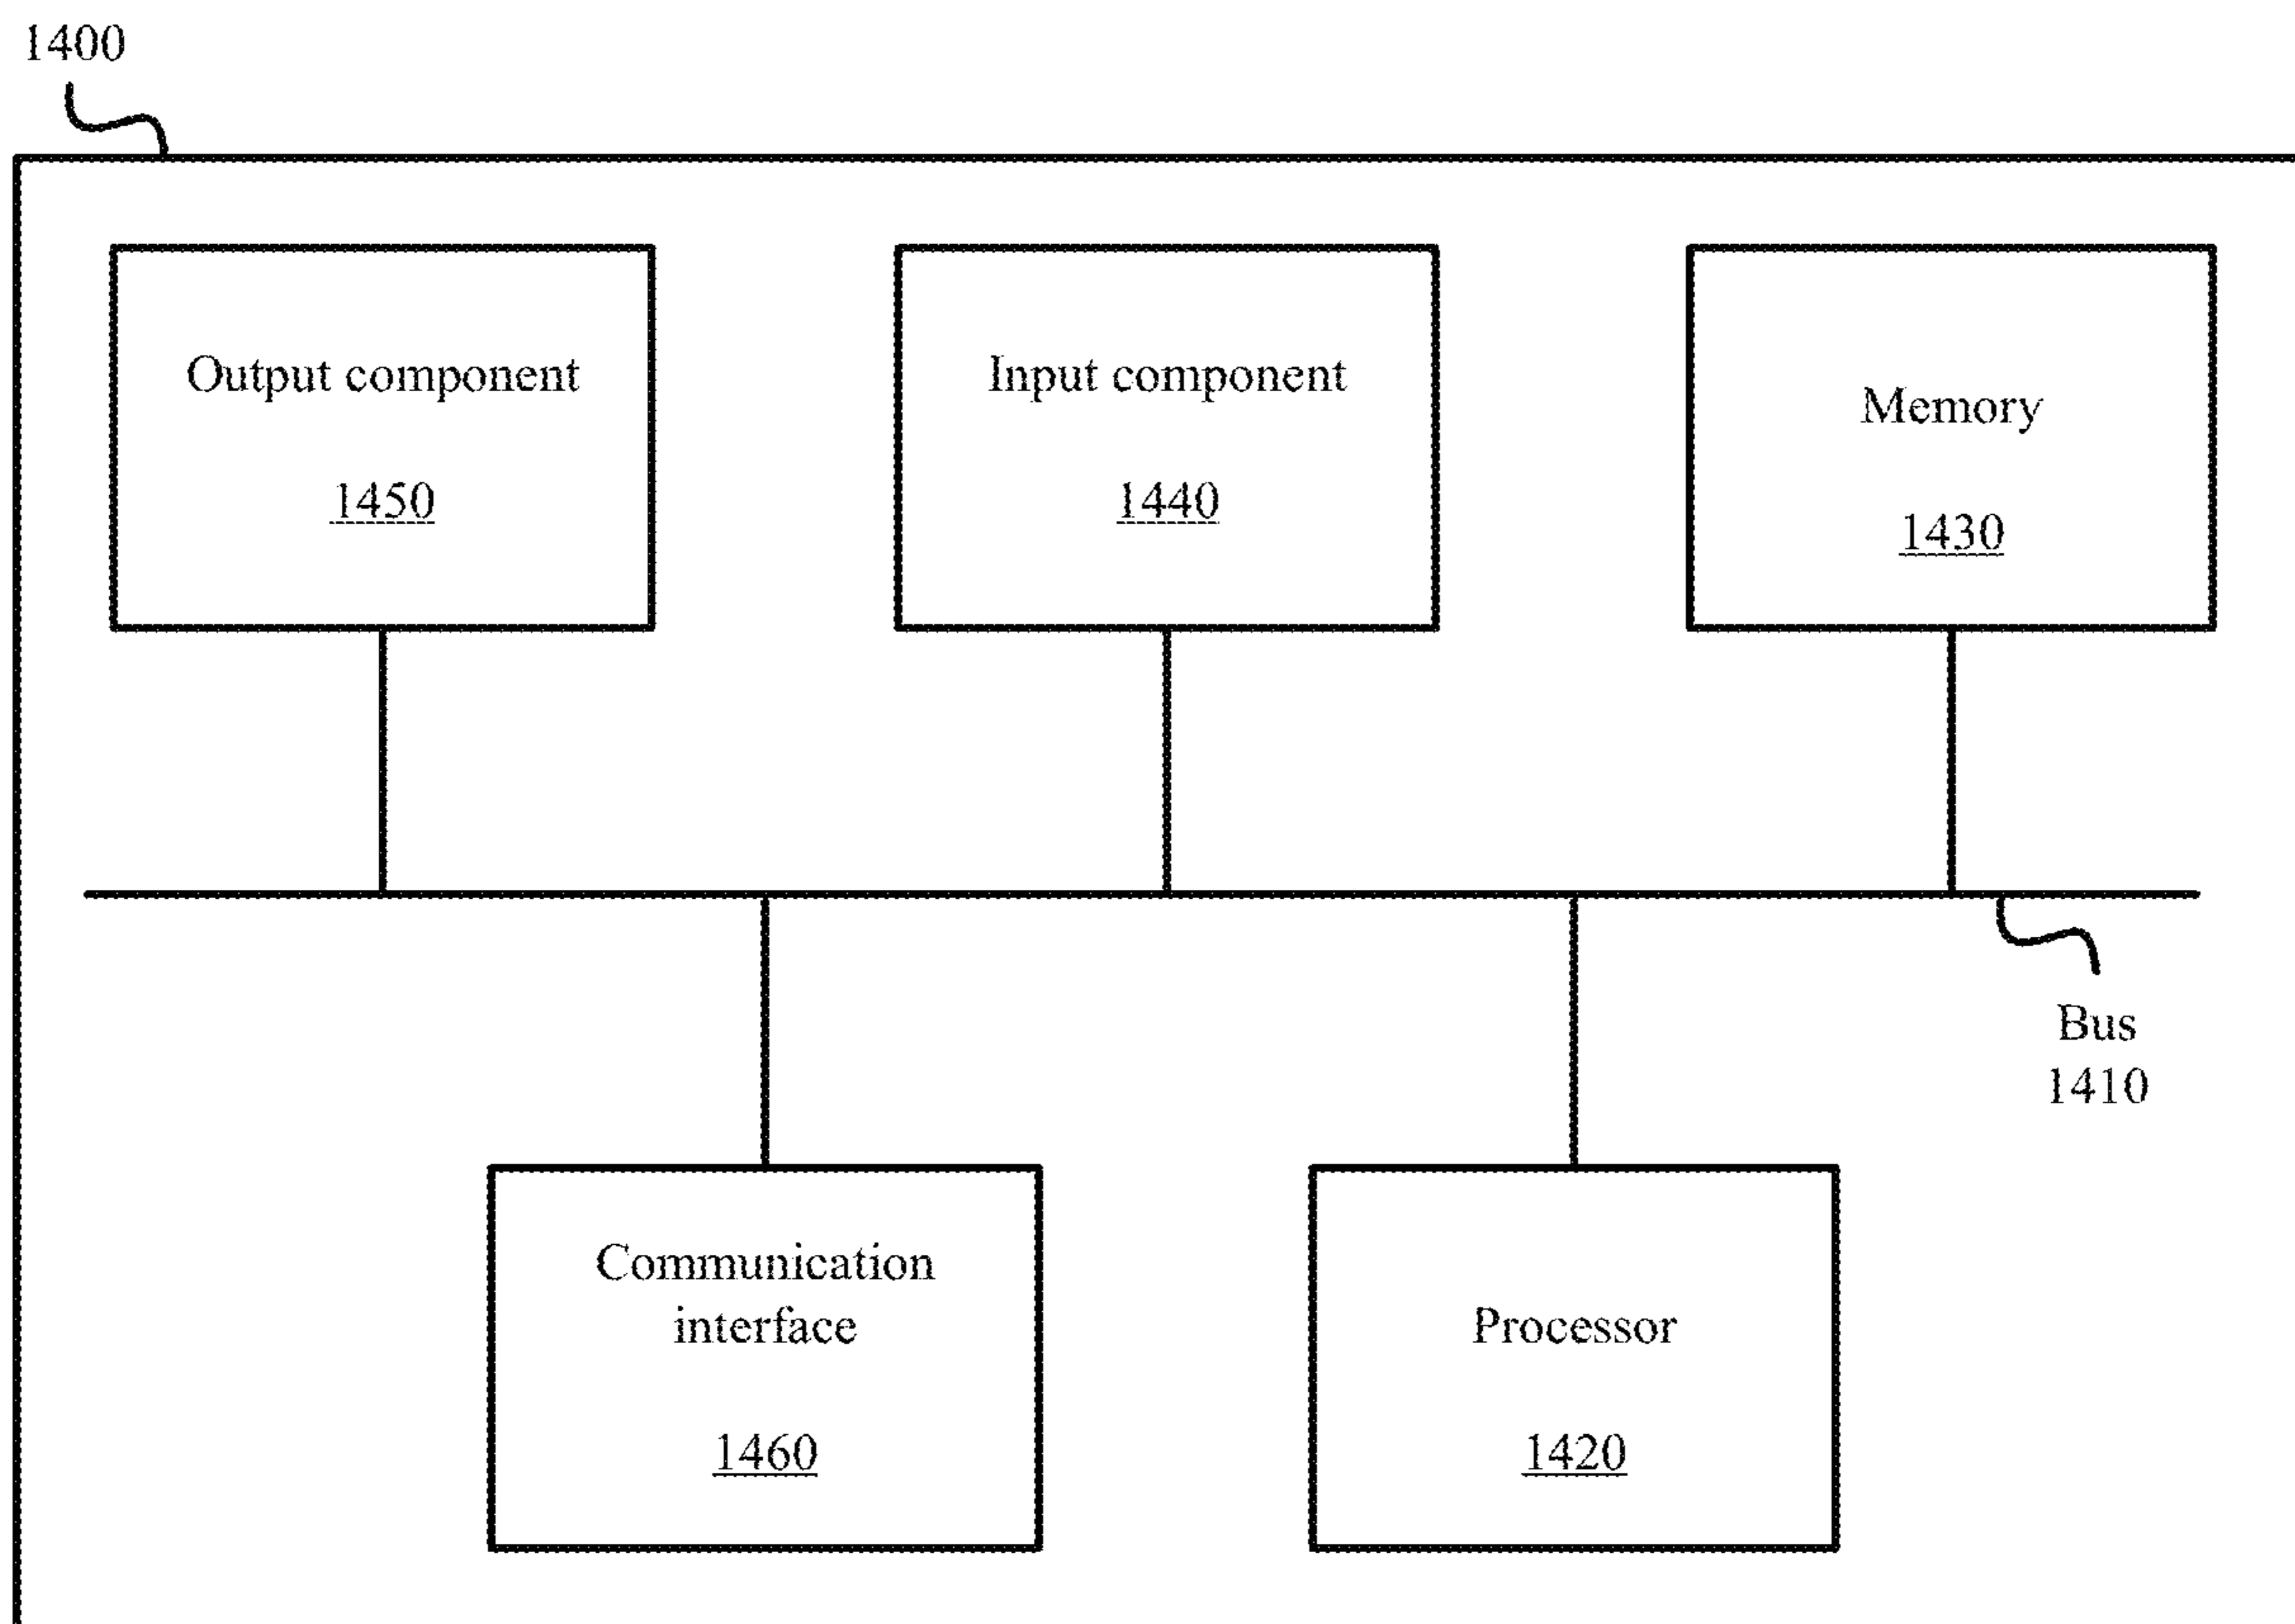 1400
Output component
1450
Input component
1440
Memory
1430
Bus
1410
Communication
interface
1460
Processor
1420